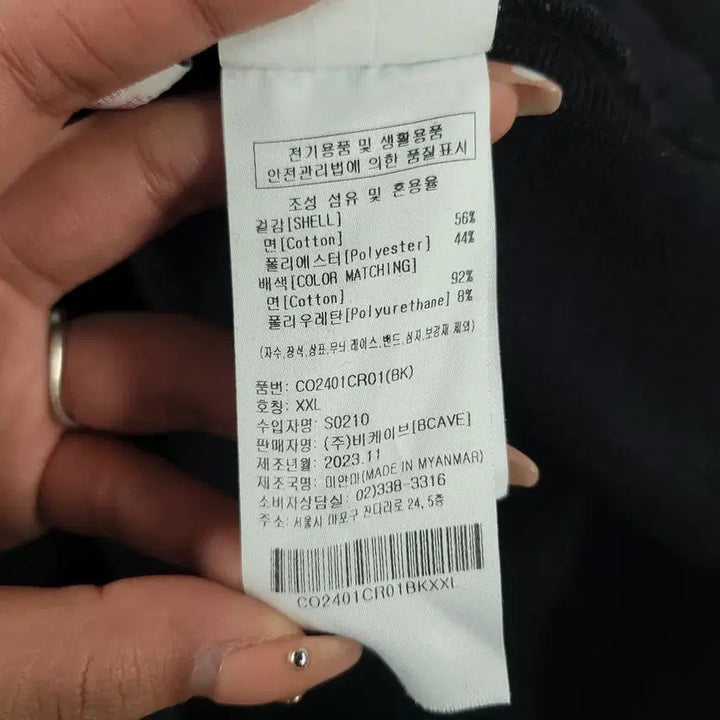 전기용품 및 생활용품
안전관리법에 의한 품질표시
조성 섬유 및 혼용율
겉감[SHELL]
면[Cotton] 56%
폴리에스터[Polyester] 44%
배색[COLOR MATCHING]
면[Cotton] 92%
폴리우레탄[Polyurethane] 8%
(자수,장식,상표,무늬,레이스,밴드,심지,보강재 제외)
품번: CO2401CR01(BK)
호칭: XXL
수입자명: S0210
판매자명: (주)비케이브[BCAVE]
제조년월: 2023.11
제조국명: 미얀마(MADE IN MYANMAR)
소비자상담실: 02)338-3316
주소: 서울시 마포구 잔다리로 24, 5층
CO2401CR01BKXXL